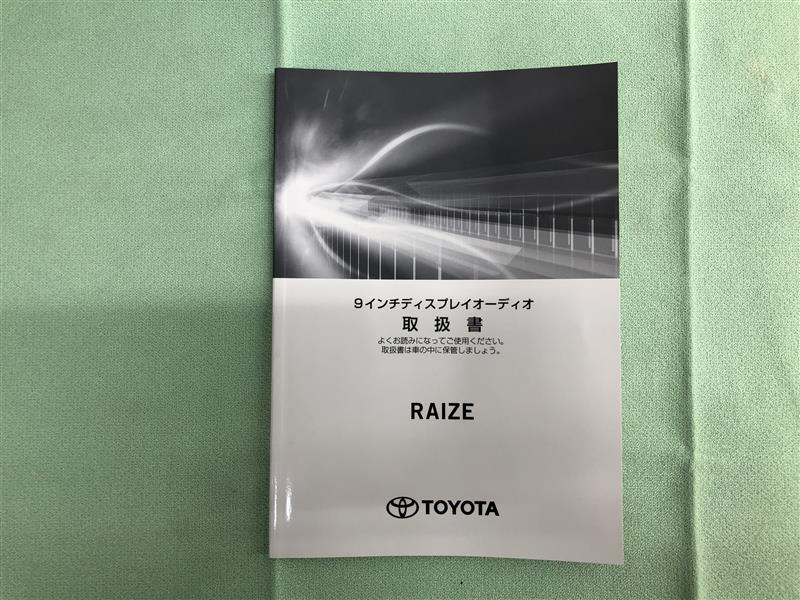 9インチディスプレイオーディオ
取扱書
よくお読みになってご使用ください。
取扱書は車の中に保管しましょう。
RAIZE
TOYOTA